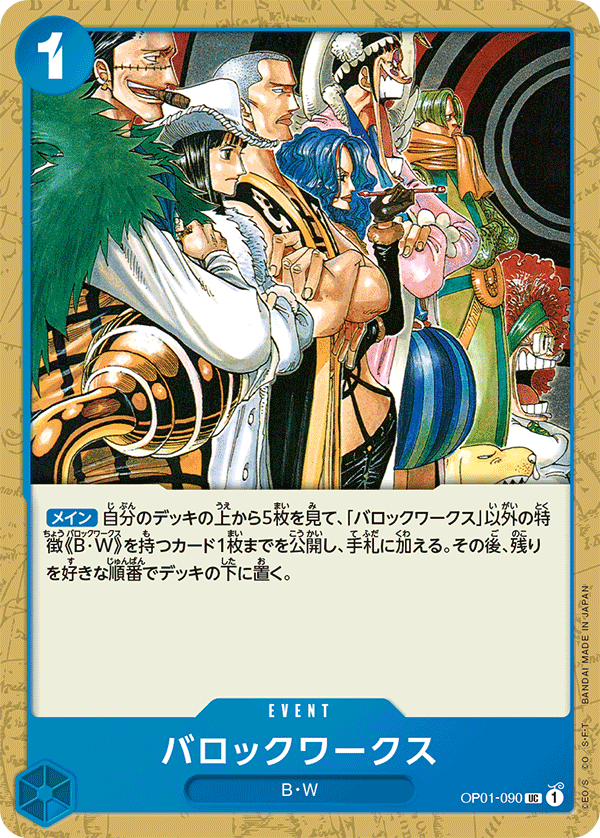 1
メイン 自分のデッキの上から5枚を見て、「バロックワークス」以外の特
徴《B・W》を持つカード1枚までを公開し、手札に加える。その後、残り
を好きな順番でデッキの下に置く。
EVENT
バロックワークス
B・W
OP01-090 UC 1
©E.O/S. ©O. S・F・T BANDAI MADE IN JAPAN